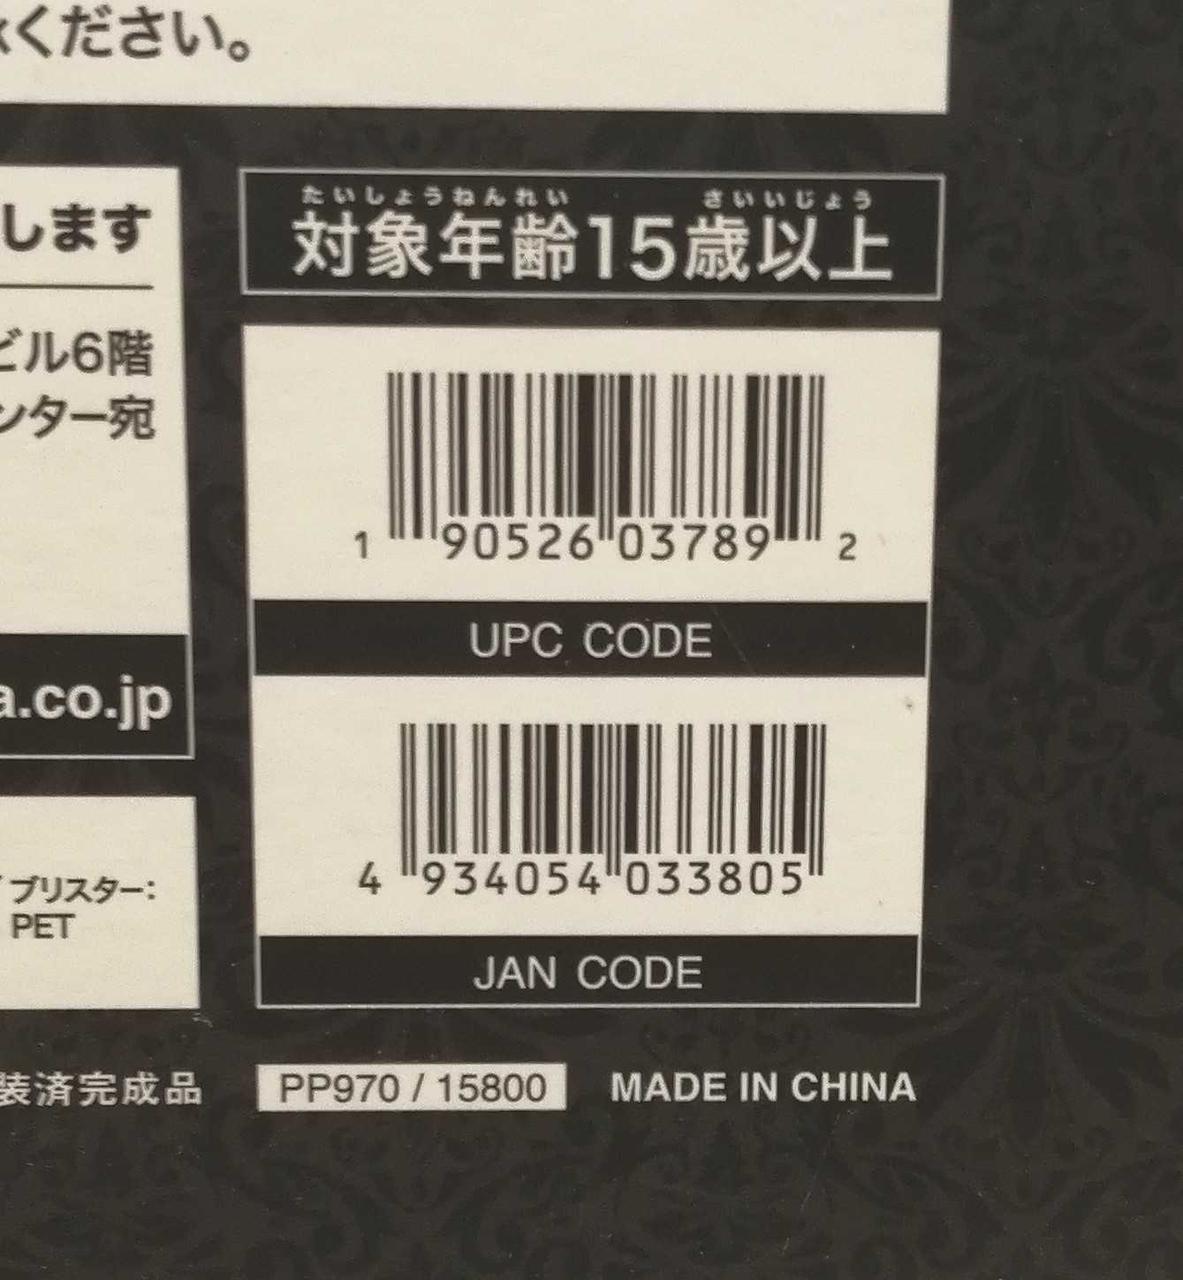 ください。
します
たいしょうねんれい さいいじょう
対象年齢15歳以上
ビル6階
ンター宛
1 90526 03789 2
UPC CODE
a.co.jp
4 934054 033805
JAN CODE
ブリスター:
PET
装済完成品
PP970 / 15800
MADE IN CHINA